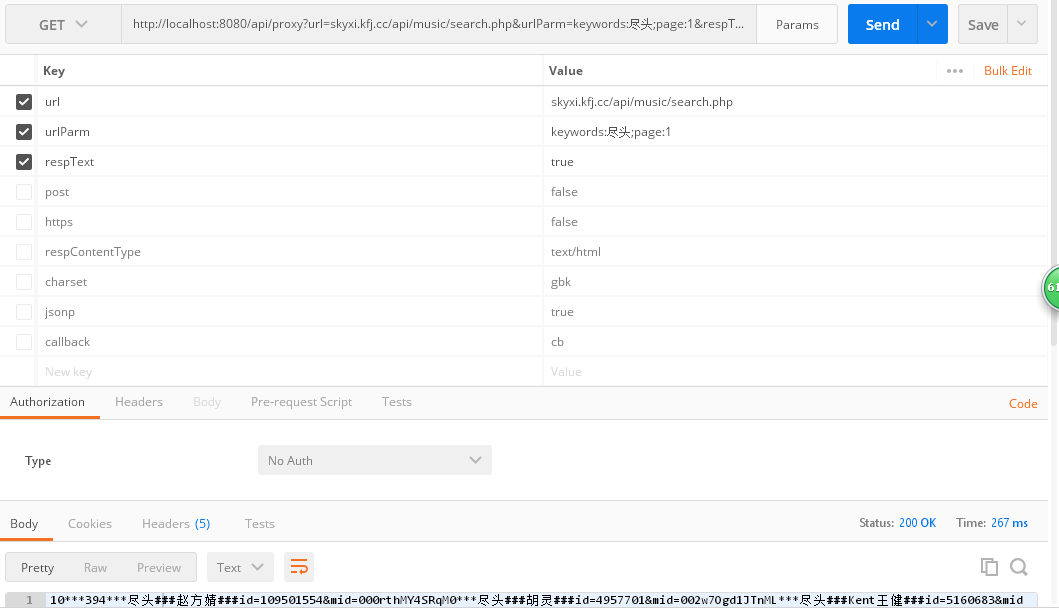 GET http://localhost:8080/api/proxy?url=skyxi.kfj.cc/api/music/search.php&urlParm=keywords:尽头;page:1&respT... Params Send Save
Key Value ••• Bulk Edit
url skyxi.kfj.cc/api/music/search.php
urlParm keywords:尽头;page:1
respText true
post false
https false
respContentType text/html
charset gbk
jsonp true
callback cb
New key Value
61
Authorization Headers Body Pre-request Script Tests Code
Type No Auth
Body Cookies Headers (5) Tests Status: 200 OK Time: 267 ms
Pretty Raw Preview Text
1 10***394***尽头###赵方婧###id=109501554&mid=000rthMY4SRqM0***尽头###胡灵###id=4957701&mid=002w7Ogd1JTnML***尽头###Kent王健###id=5160683&mid